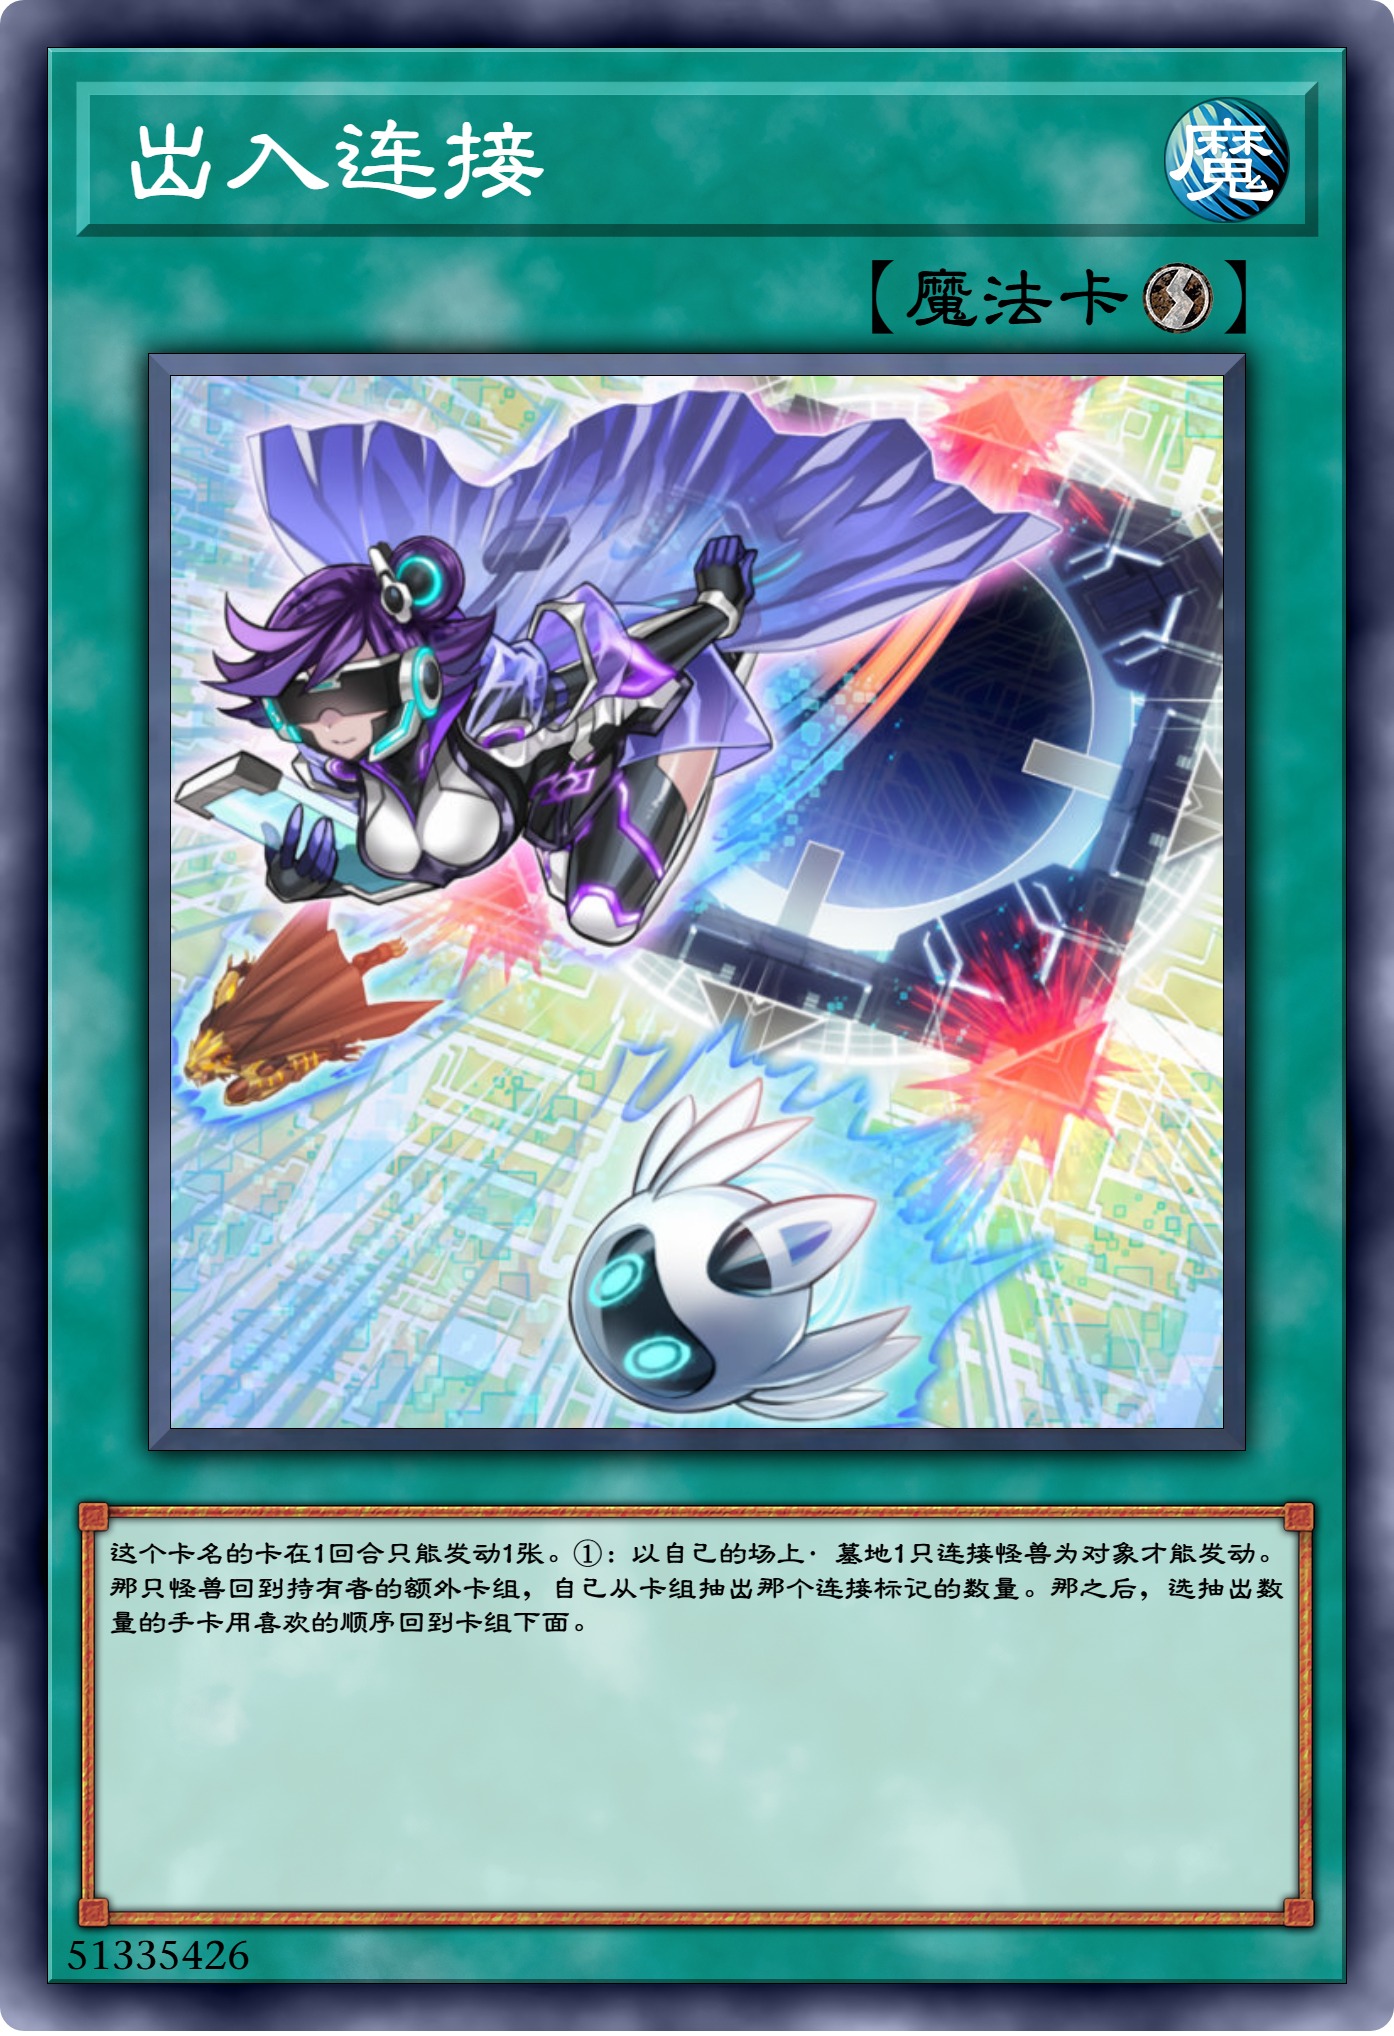 出入连接
魔
【魔法卡】
这个卡名的卡在1回合只能发动1张。①：以自己的场上·墓地1只连接怪兽为对象才能发动。
那只怪兽回到持有者的额外卡组，自己从卡组抽出那个连接标记的数量。那之后，选抽出数
量的手卡用喜欢的顺序回到卡组下面。
51335426